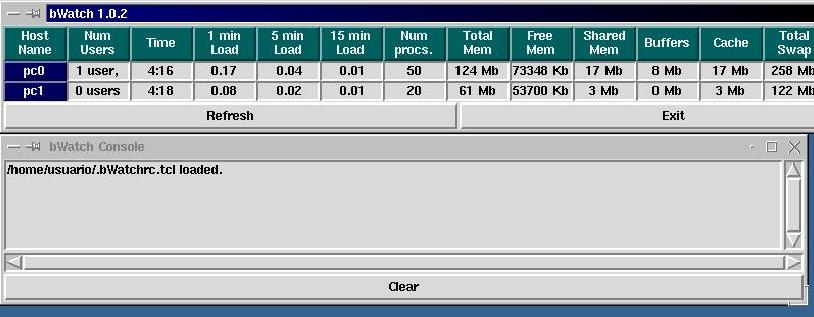 bWatch 1.0.2
Host Name Num Users Time 1 min Load 5 min Load 15 min Load Num procs. Total Mem Free Mem Shared Mem Buffers Cache Total Swap
pc0 1 user, 4:16 0.17 0.04 0.01 50 124 Mb 73348 Kb 17 Mb 8 Mb 17 Mb 258 Mb
pc1 0 users 4:18 0.08 0.02 0.01 20 61 Mb 53700 Kb 3 Mb 0 Mb 3 Mb 122 Mb
Refresh Exit
bWatch Console
/home/usuario/.bWatchrc.tcl loaded.
Clear